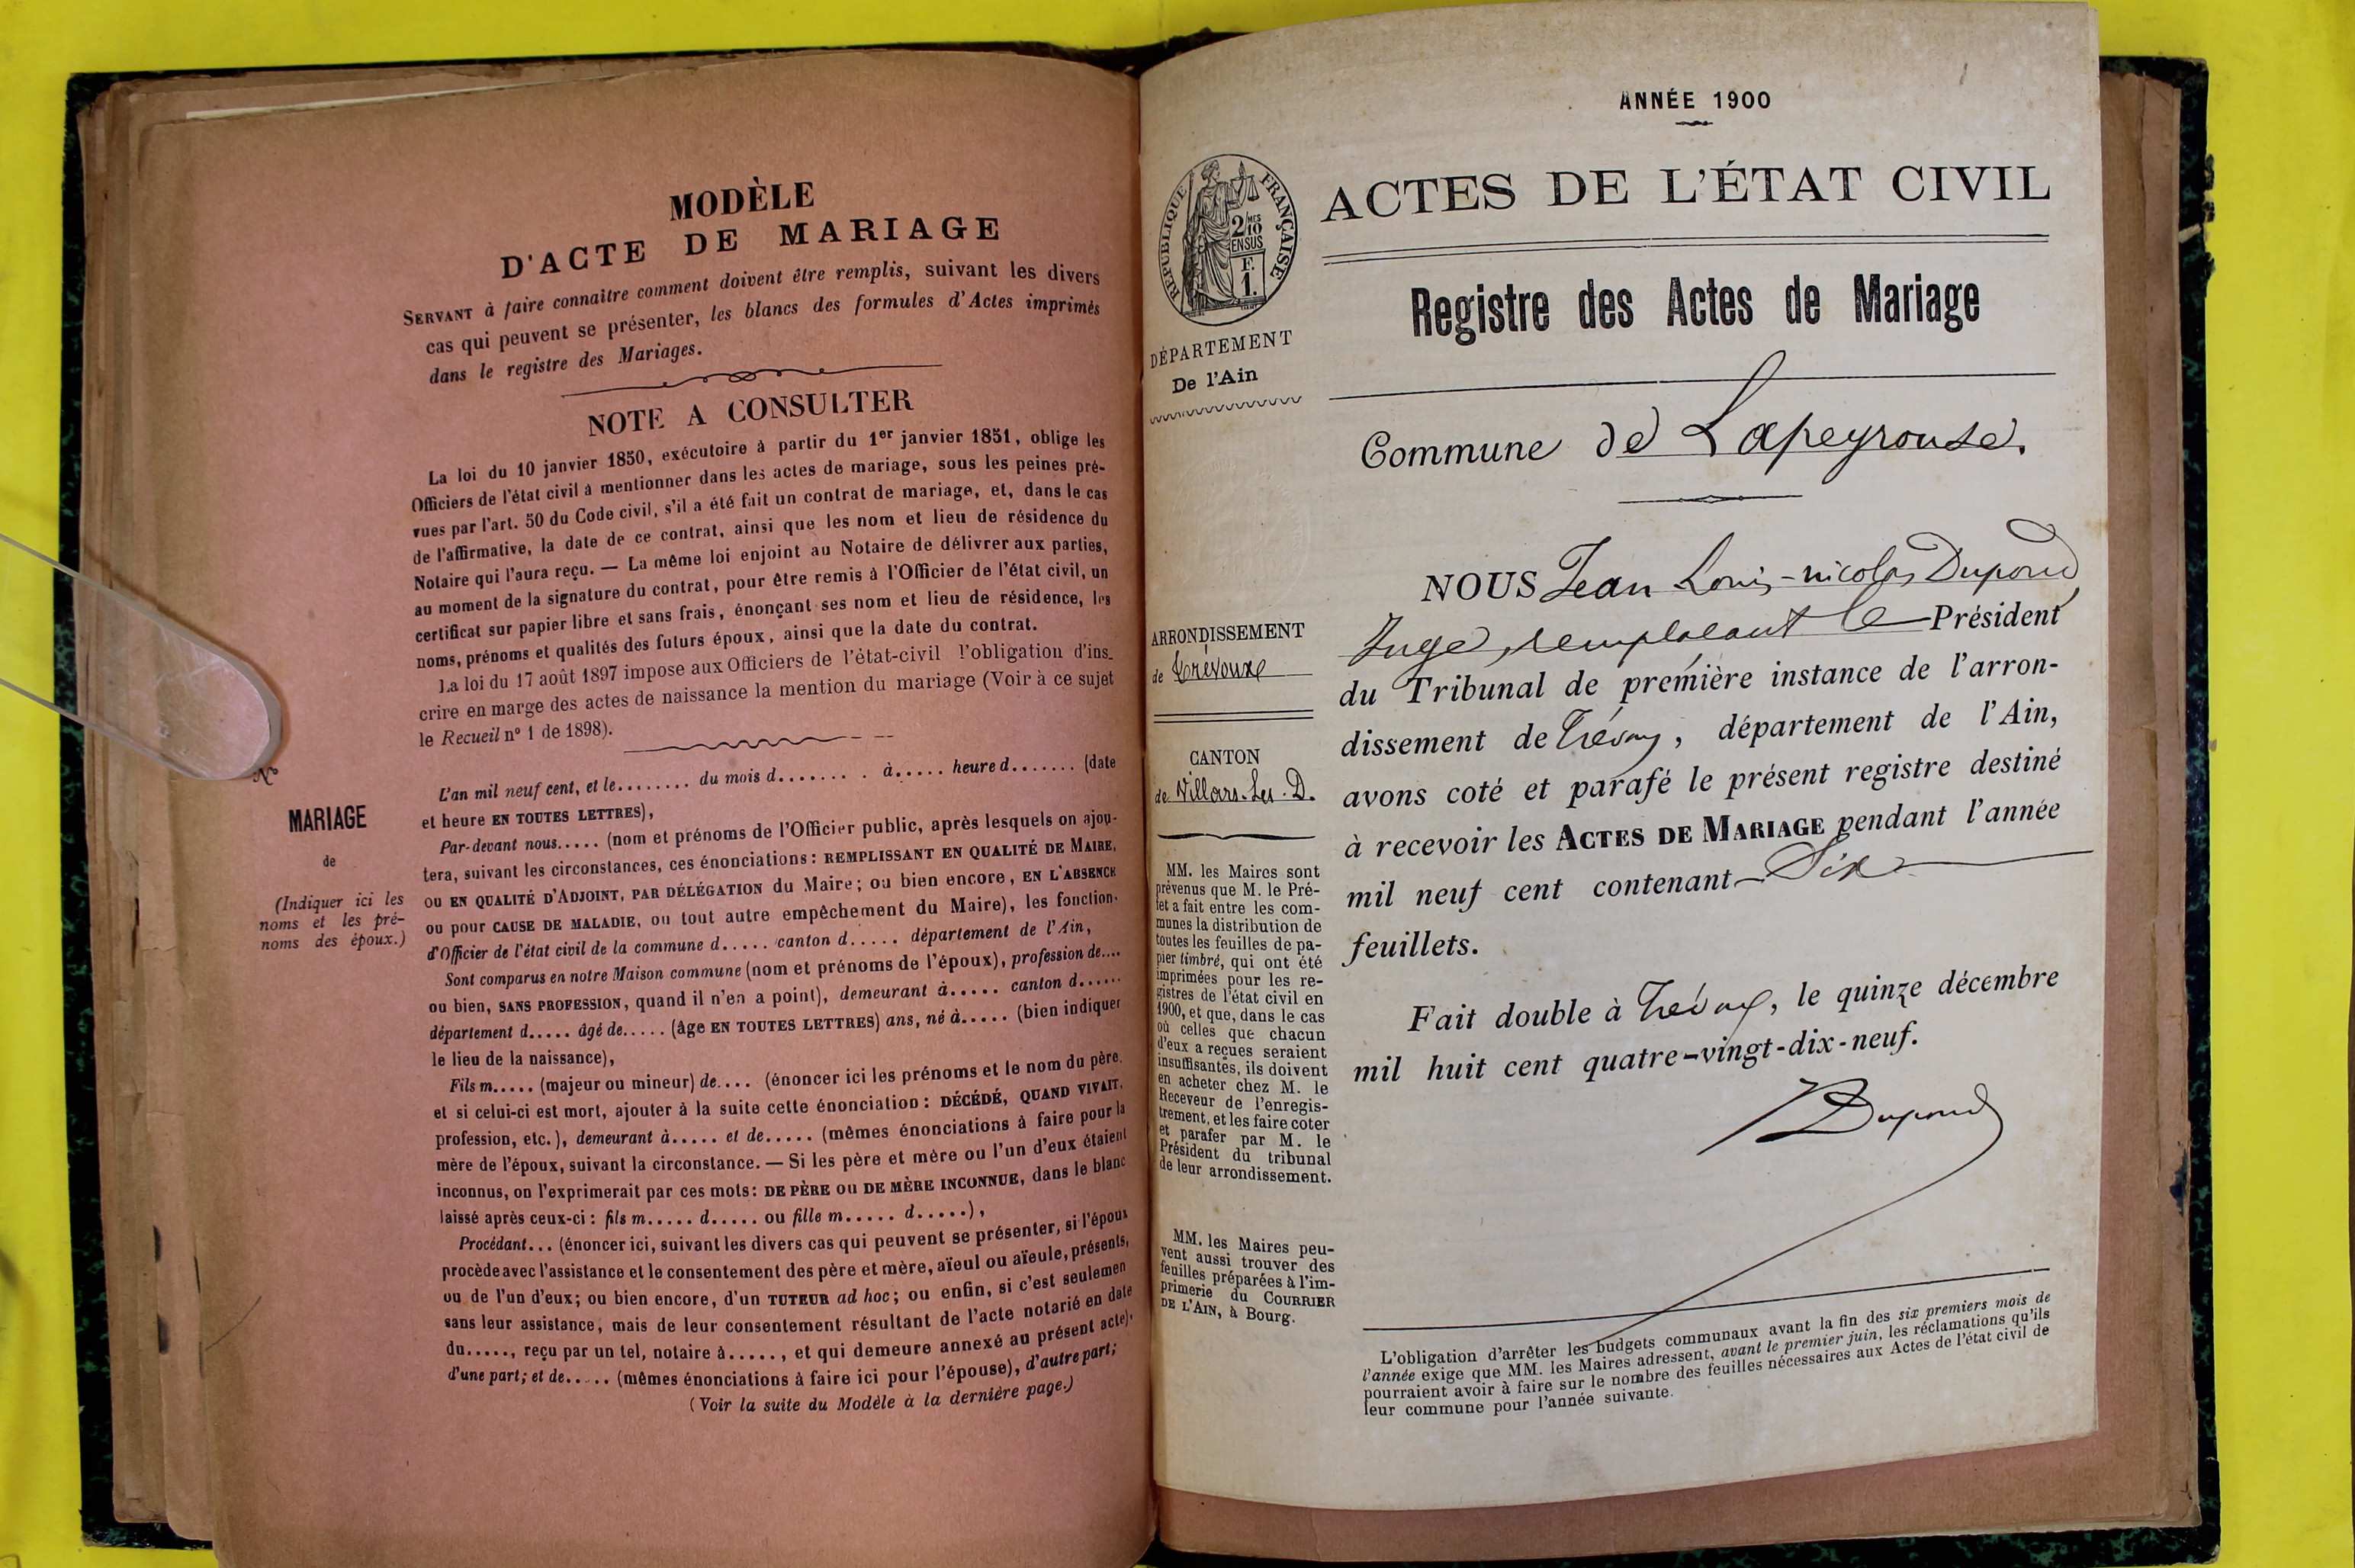 MODÈLE
D'ACTE DE MARIAGE
SERVANT à faire connaître comment doivent être remplis, suivant les divers
cas qui peuvent se présenter, les blancs des formules d'Actes imprimés
dans le registre des Mariages.
NOTE A CONSULTER
La loi du 10 janvier 1850, exécutoire à partir du 1er janvier 1851, oblige les
Officiers de l'état civil à mentionner dans les actes de mariage, sous les peines pré-
vues par l'art. 50 du Code civil, s'il a été fait un contrat de mariage, et, dans le cas
de l'affirmative, la date de ce contrat, ainsi que les nom et lieu de résidence du
Notaire qui l'aura reçu. — La même loi enjoint au Notaire de délivrer aux parties,
au moment de la signature du contrat, pour être remis à l'Officier de l'état civil, un
certificat sur papier libre et sans frais, énonçant ses nom et lieu de résidence, les
noms, prénoms et qualités des futurs époux, ainsi que la date du contrat.
La loi du 17 août 1897 impose aux Officiers de l'état-civil l'obligation d'ins-
crire en marge des actes de naissance la mention du mariage (Voir à ce sujet
le Recueil nº 1 de 1898).
Nº
MARIAGE
de
(Indiquer ici les
noms et les pré-
noms des époux.)
L'an mil neuf cent, et le........ du mois d........ à..... heure d....... (date
et heure EN TOUTES LETTRES),
Par-devant nous..... (nom et prénoms de l'Officier public, après lesquels on ajou-
tera, suivant les circonstances, ces énonciations : REMPLISSANT EN QUALITÉ DE MAIRE,
ou EN QUALITÉ D'ADJOINT, PAR DÉLÉGATION du Maire; ou bien encore, EN L'ABSENCE
ou pour CAUSE DE MALADIE, ou tout autre empêchement du Maire), les fonction.
d'Officier de l'état civil de la commune d..... canton d..... département de l'Ain,
Sont comparus en notre Maison commune (nom et prénoms de l'époux), profession de....
ou bien, SANS PROFESSION, quand il n'en a point), demeurant à..... canton d......
département d..... âgé de..... (âge EN TOUTES LETTRES) ans, né à..... (bien indiquer
le lieu de la naissance),
Fils m..... (majeur ou mineur) de.... (énoncer ici les prénoms et le nom du père.
et si celui-ci est mort, ajouter à la suite cette énonciation : DÉCÉDÉ, QUAND VIVAIT,
profession, etc.), demeurant à..... et de..... (mêmes énonciations à faire pour la
mère de l'époux, suivant la circonstance. — Si les père et mère ou l'un d'eux étaient
inconnus, on l'exprimerait par ces mots: DE PÈRE OU DE MÈRE INCONNUE, dans le blanc
laissé après ceux-ci : fils m..... d..... ou fille m..... d.....),
Procédant... (énoncer ici, suivant les divers cas qui peuvent se présenter, si l'époux
procède avec l'assistance et le consentement des père et mère, aïeul ou aïeule, présents,
ou de l'un d'eux; ou bien encore, d'un TUTEUR ad hoc; ou enfin, si c'est seulemen
sans leur assistance, mais de leur consentement résultant de l'acte notarié en date
du....., reçu par un tel, notaire à....., et qui demeure annexé au présent acte),
d'une part; et de..... (mêmes énonciations à faire ici pour l'épouse), d'autre part;
(Voir la suite du Modèle à la dernière page.)
1
ANNÉE 1900
RÉPUBLIQUE FRANÇAISE
2/10 MES
EN SUS
F.
1.
ACTES DE L'ÉTAT CIVIL
Registre des Actes de Mariage
DÉPARTEMENT
De l'Ain
Commune de Lapeyrouse.
ARRONDISSEMENT
de Trévoux
CANTON
de Villars-Les-D.
MM. les Maires sont
prévenus que M. le Pré-
fet a fait entre les com-
munes la distribution de
toutes les feuilles de pa-
pier timbré, qui ont été
imprimées pour les re-
gistres de l'état civil en
1900, et que, dans le cas
où celles que chacun
d'eux a reçues seraient
insuffisantes, ils doivent
en acheter chez M. le
Receveur de l'enregis-
trement, et les faire coter
et parafer par M. le
Président du tribunal
de leur arrondissement.
MM. les Maires peu-
vent aussi trouver des
feuilles préparées à l'im-
primerie du COURRIER
DE L'AIN, à Bourg.
NOUS Jean Louis-nicolas Dupond,
Juge, remplaçant le Président
du Tribunal de première instance de l'arron-
dissement de Trévoux, département de l'Ain,
avons coté et parafé le présent registre destiné
à recevoir les ACTES DE MARIAGE pendant l'année
mil neuf cent contenant Six
feuillets.
Fait double à Trévoux, le quinze décembre
mil huit cent quatre-vingt-dix-neuf.
Dupond
L'obligation d'arrêter les budgets communaux avant la fin des six premiers mois de
l'année exige que MM. les Maires adressent, avant le premier juin, les réclamations qu'ils
pourraient avoir à faire sur le nombre des feuilles nécessaires aux Actes de l'état civil de
leur commune pour l'année suivante.